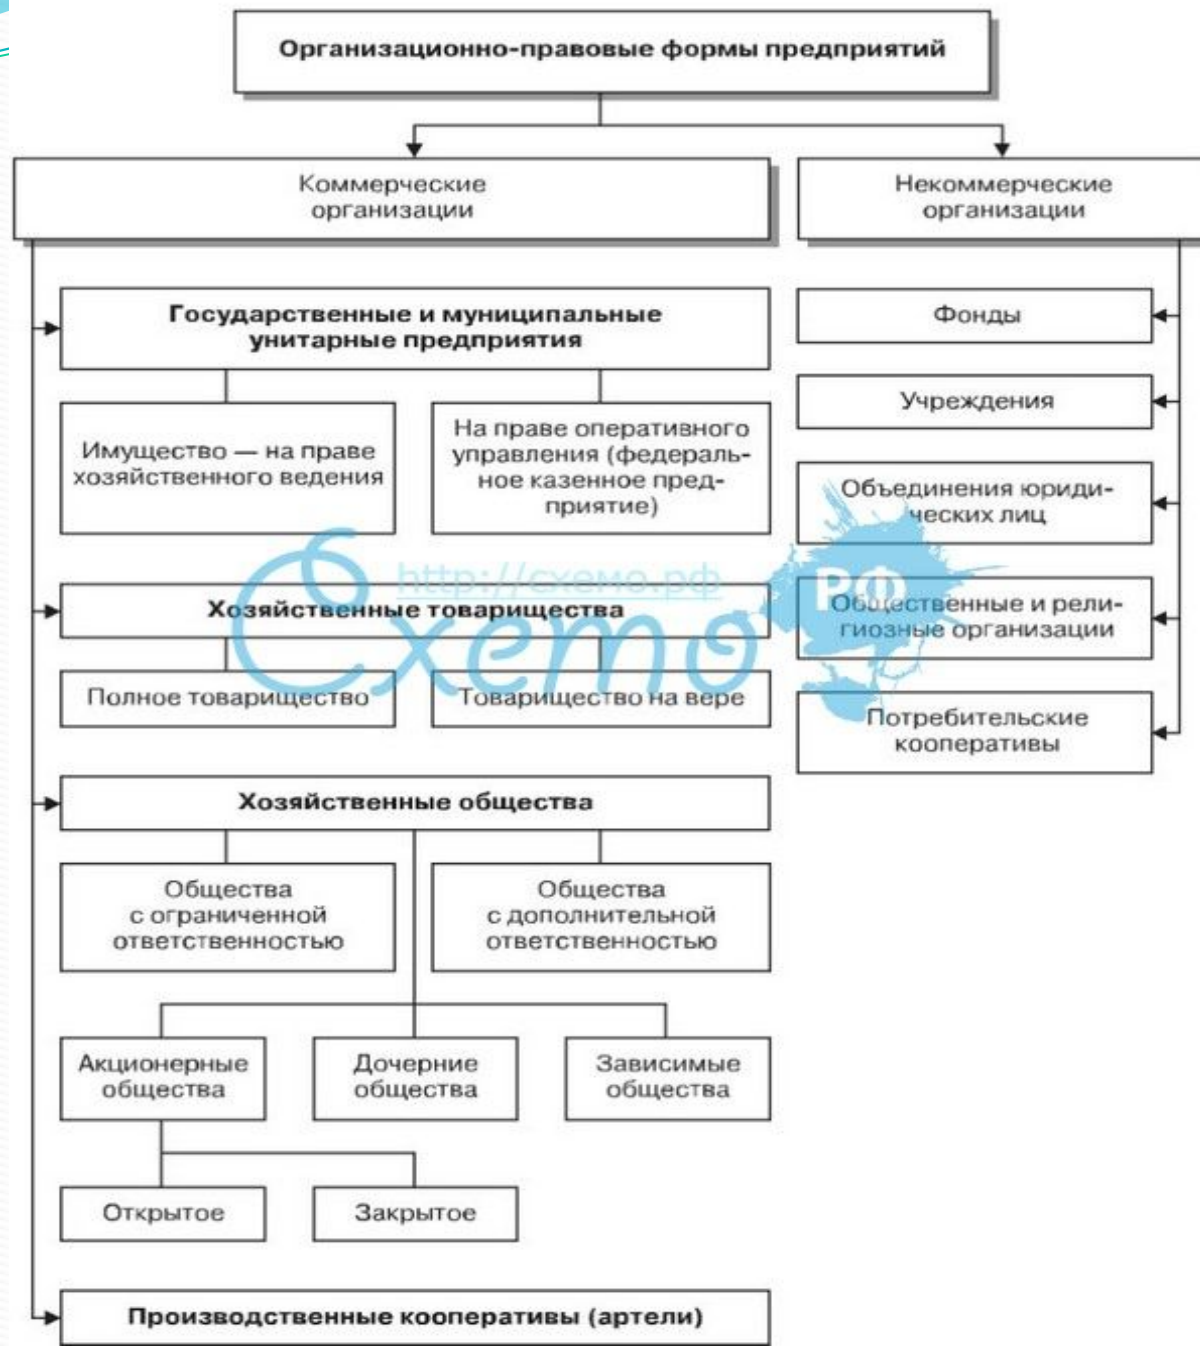 Организационно-правовые формы предприятий
Коммерческие
организации
Некоммерческие
организации
Государственные и муниципальные
унитарные предприятия
Имущество — на праве
хозяйственного ведения
На праве оперативного
управления (федераль-
ное казенное пред-
приятие)
Хозяйственные товарищества
Полное товарищество
Товарищество на вере
Хозяйственные общества
Общества
с ограниченной
ответственностью
Общества
с дополнительной
ответственностью
Акционерные
общества
Дочерние
общества
Зависимые
общества
Открытое
Закрытое
Производственные кооперативы (артели)
Фонды
Учреждения
Объединения юриди-
ческих лиц
Общественные и рели-
гиозные организации
Потребительские
кооперативы
http://схемо.рф
Схемо
РФ